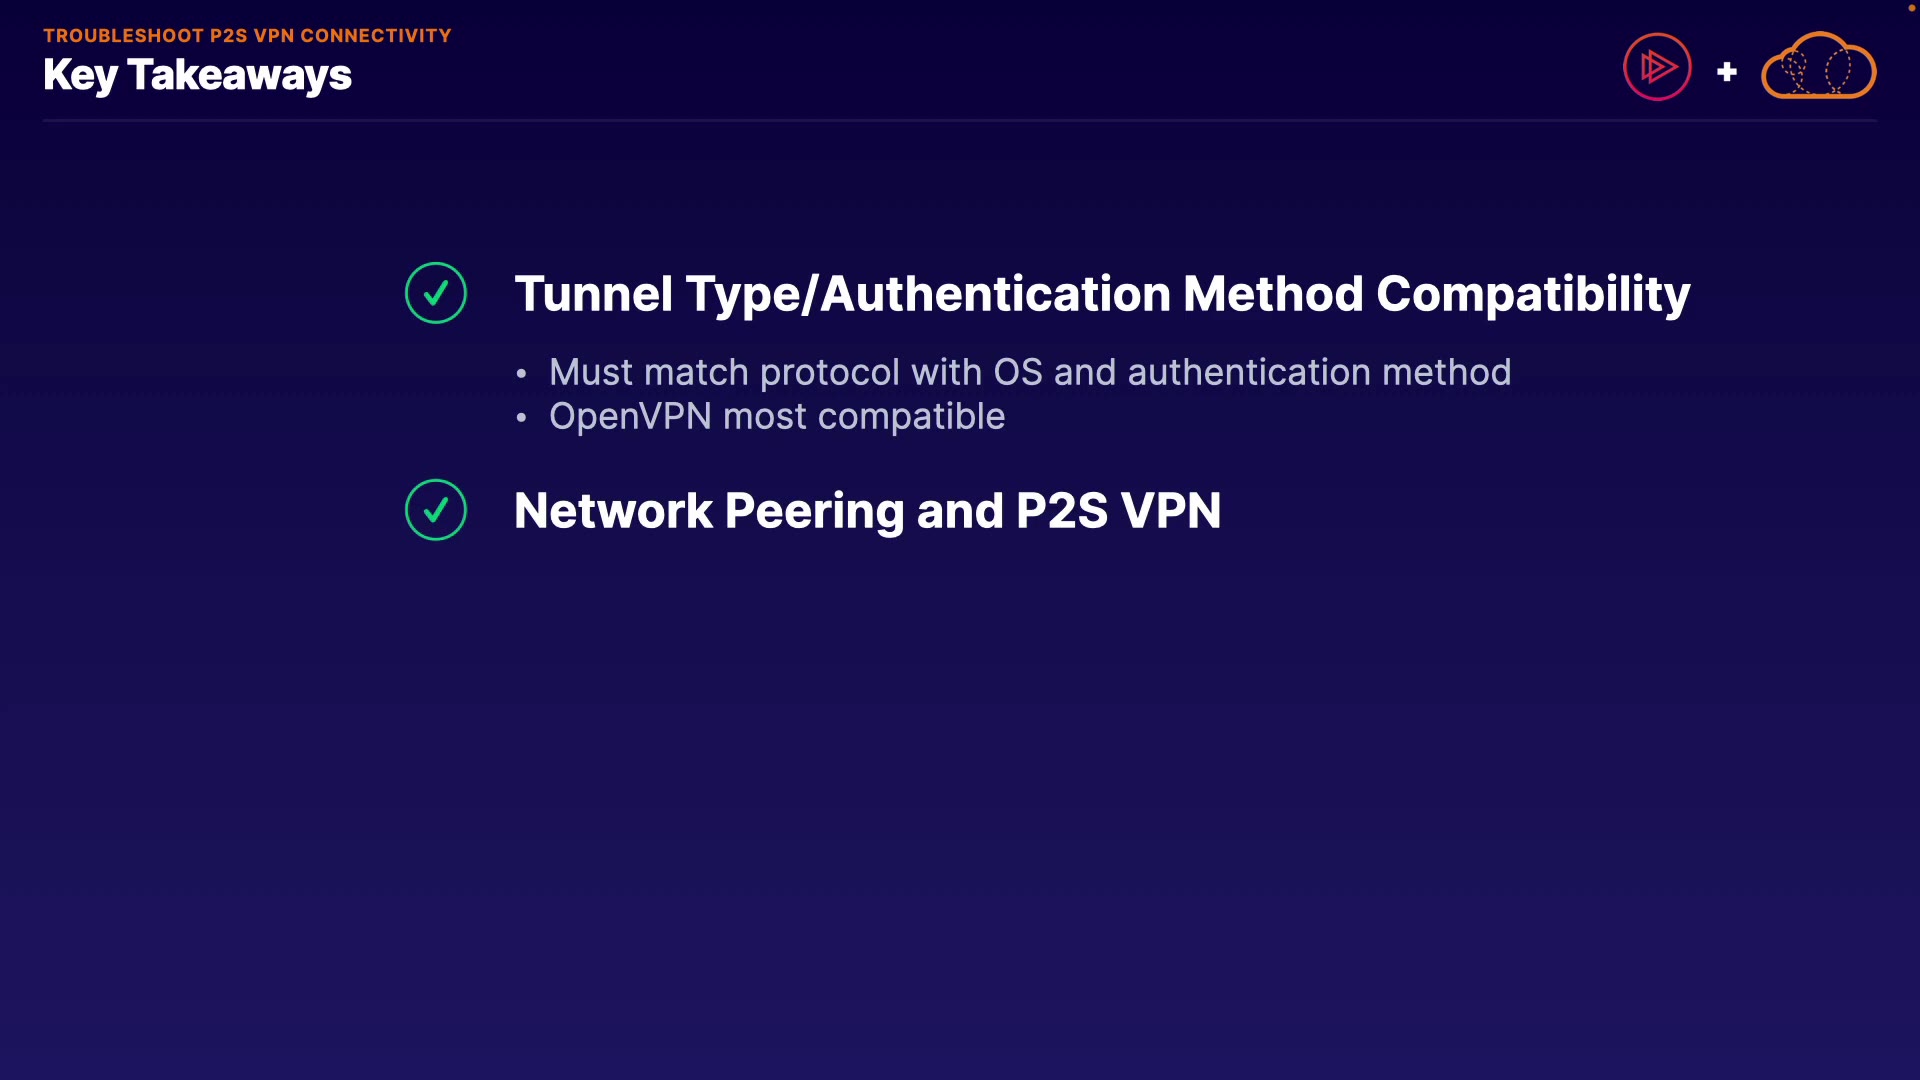 TROUBLESHOOT P2S VPN CONNECTIVITY
Key Takeaways
+
Tunnel Type/Authentication Method Compatibility
• Must match protocol with OS and authentication method
• OpenVPN most compatible
Network Peering and P2S VPN